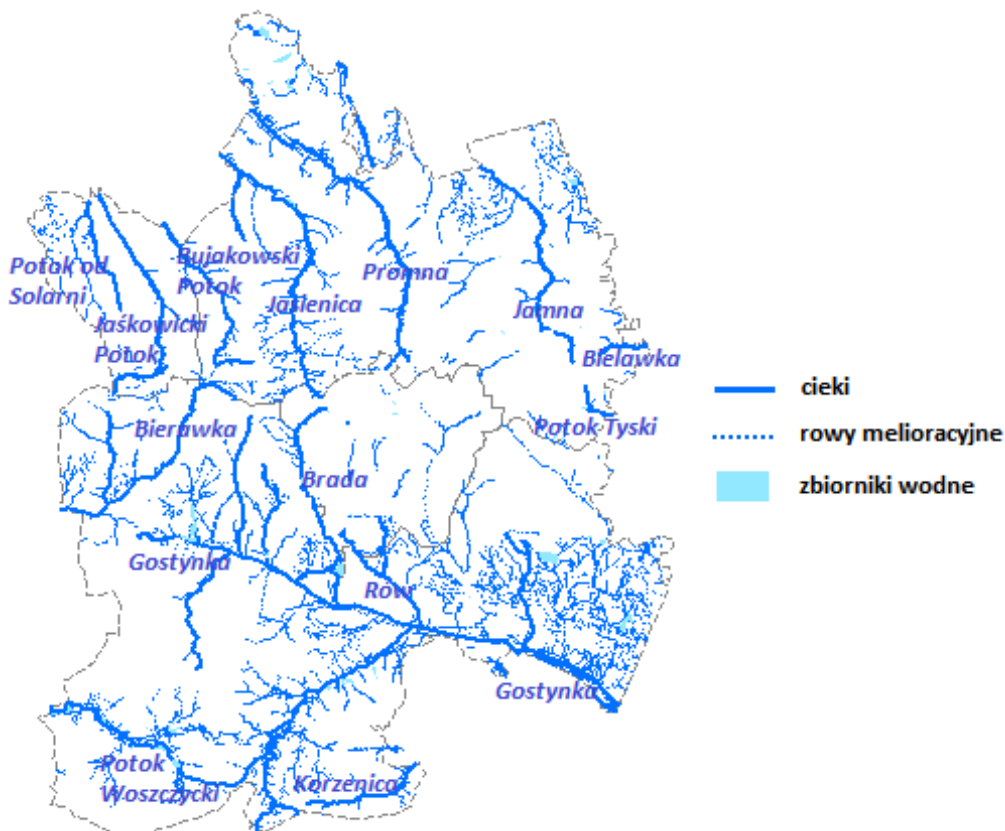 Potok od
Solarni
Bujakowski
Potok
Promna
Jasienica
Jamna
Jaśkowicki
Potok
Bielawka
Potok Tyski
Bierawka
Brada
Gostynka
Rów
Gostynka
Potok
Woszczycki
Korzenica
cieki
rowy melioracyjne
zbiorniki wodne